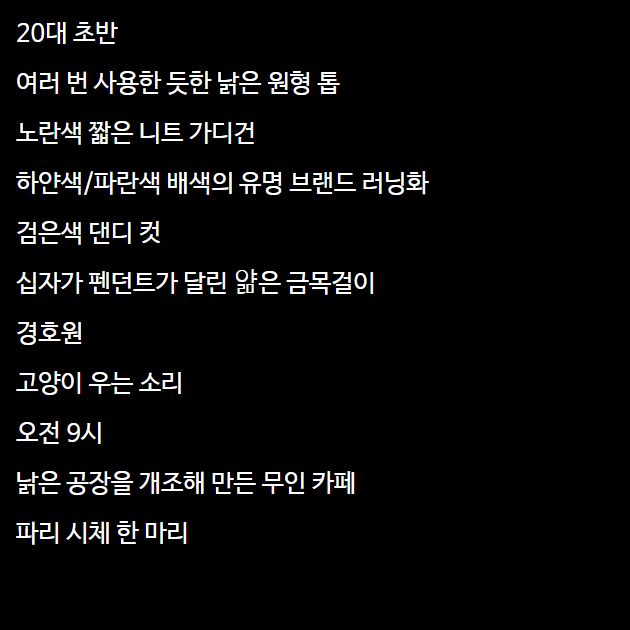 20대 초반
여러 번 사용한 듯한 낡은 원형 톱
노란색 짧은 니트 가디건
하얀색/파란색 배색의 유명 브랜드 러닝화
검은색 댄디 컷
십자가 펜던트가 달린 얇은 금목걸이
경호원
고양이 우는 소리
오전 9시
낡은 공장을 개조해 만든 무인 카페
파리 시체 한 마리